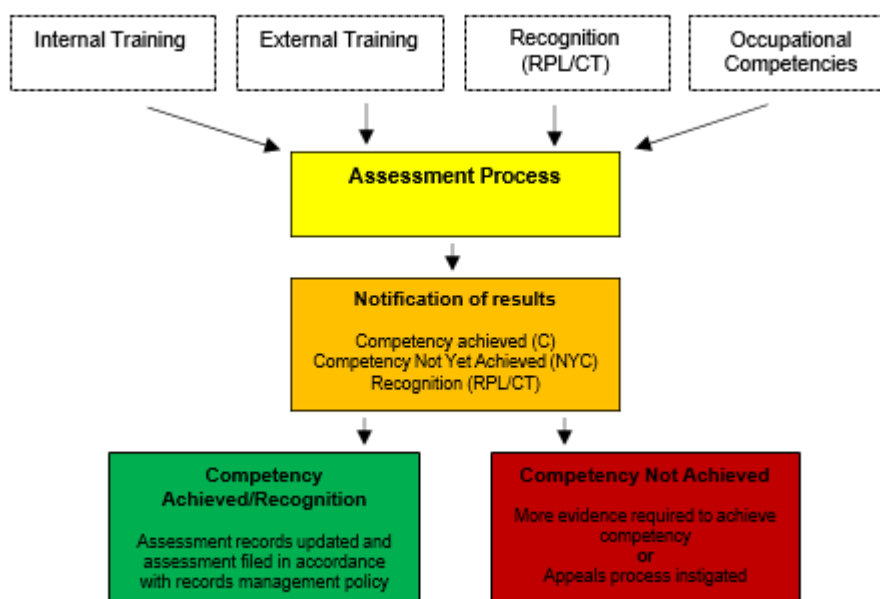 Internal Training
External Training
Recognition
(RPL/CT)
Occupational
Competencies
Assessment Process
Notification of results
Competency achieved (C)
Competency Not Yet Achieved (NYC)
Recognition (RPL/CT)
Competency
Achieved/Recognition
Assessment records updated and
assessment filed in accordance
with records management policy
Competency Not Achieved
More evidence required to achieve
competency
or
Appeals process instigated